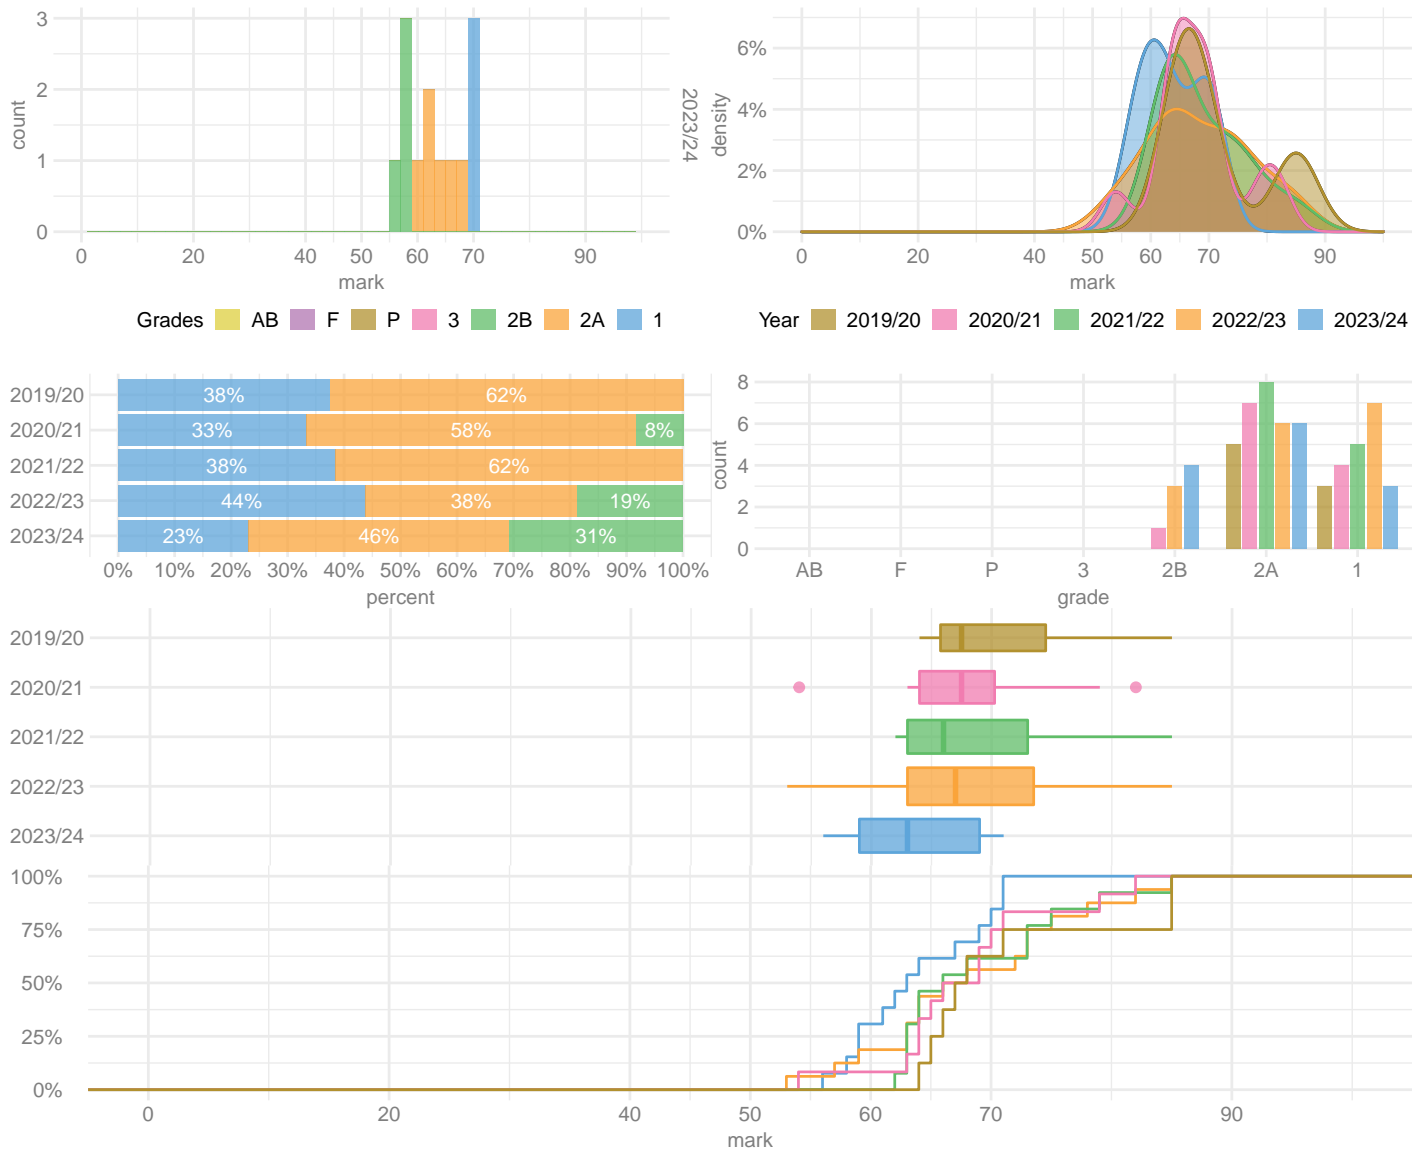 3
2
1
0
count
0 20 40 50 60 70 90
mark
2023/24
6%
4%
2%
0%
density
0 20 40 50 60 70 90
mark
Grades AB F P 3 2B 2A 1
Year 2019/20 2020/21 2021/22 2022/23 2023/24
2019/20 38% 62%
2020/21 33% 58% 8%
2021/22 38% 62%
2022/23 44% 38% 19%
2023/24 23% 46% 31%
0% 10% 20% 30% 40% 50% 60% 70% 80% 90% 100%
percent
8
6
4
2
0
count
AB F P 3 2B 2A 1
grade
2019/20
2020/21
2021/22
2022/23
2023/24
100%
75%
50%
25%
0%
0 20 40 50 60 70 90
mark